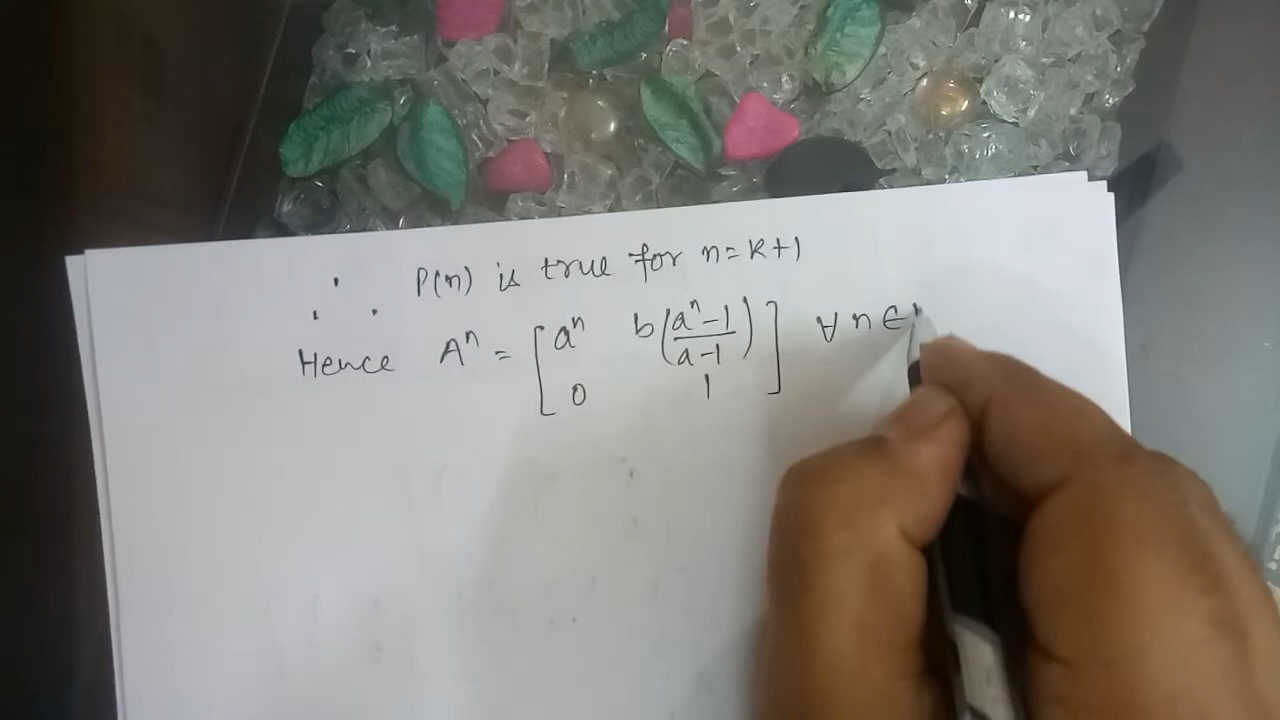 ∴ P(n) is true for n=k+1
Hence Aⁿ = [aⁿ b(aⁿ-1/a-1)] ∀ n ∈
0 1